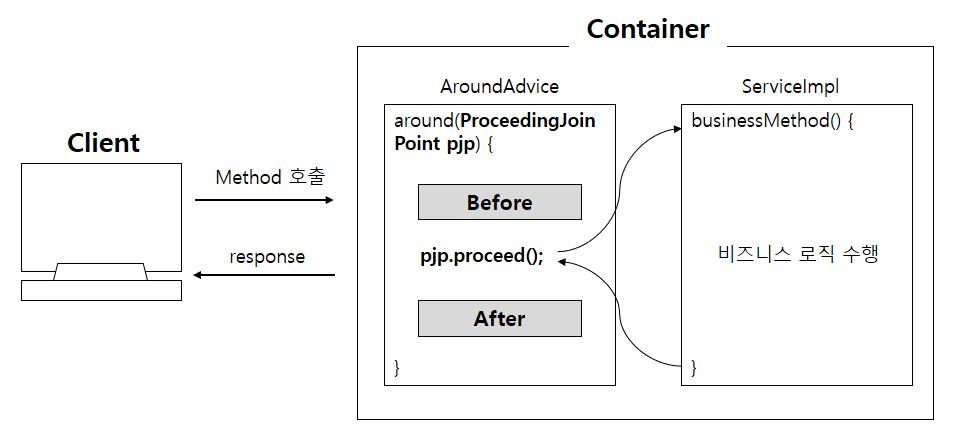 Container
AroundAdvice
ServiceImpl
Client
Method 호출
response
around(ProceedingJoin
Point pjp) {
Before
pjp.proceed();
After
}
businessMethod() {
비즈니스 로직 수행
}